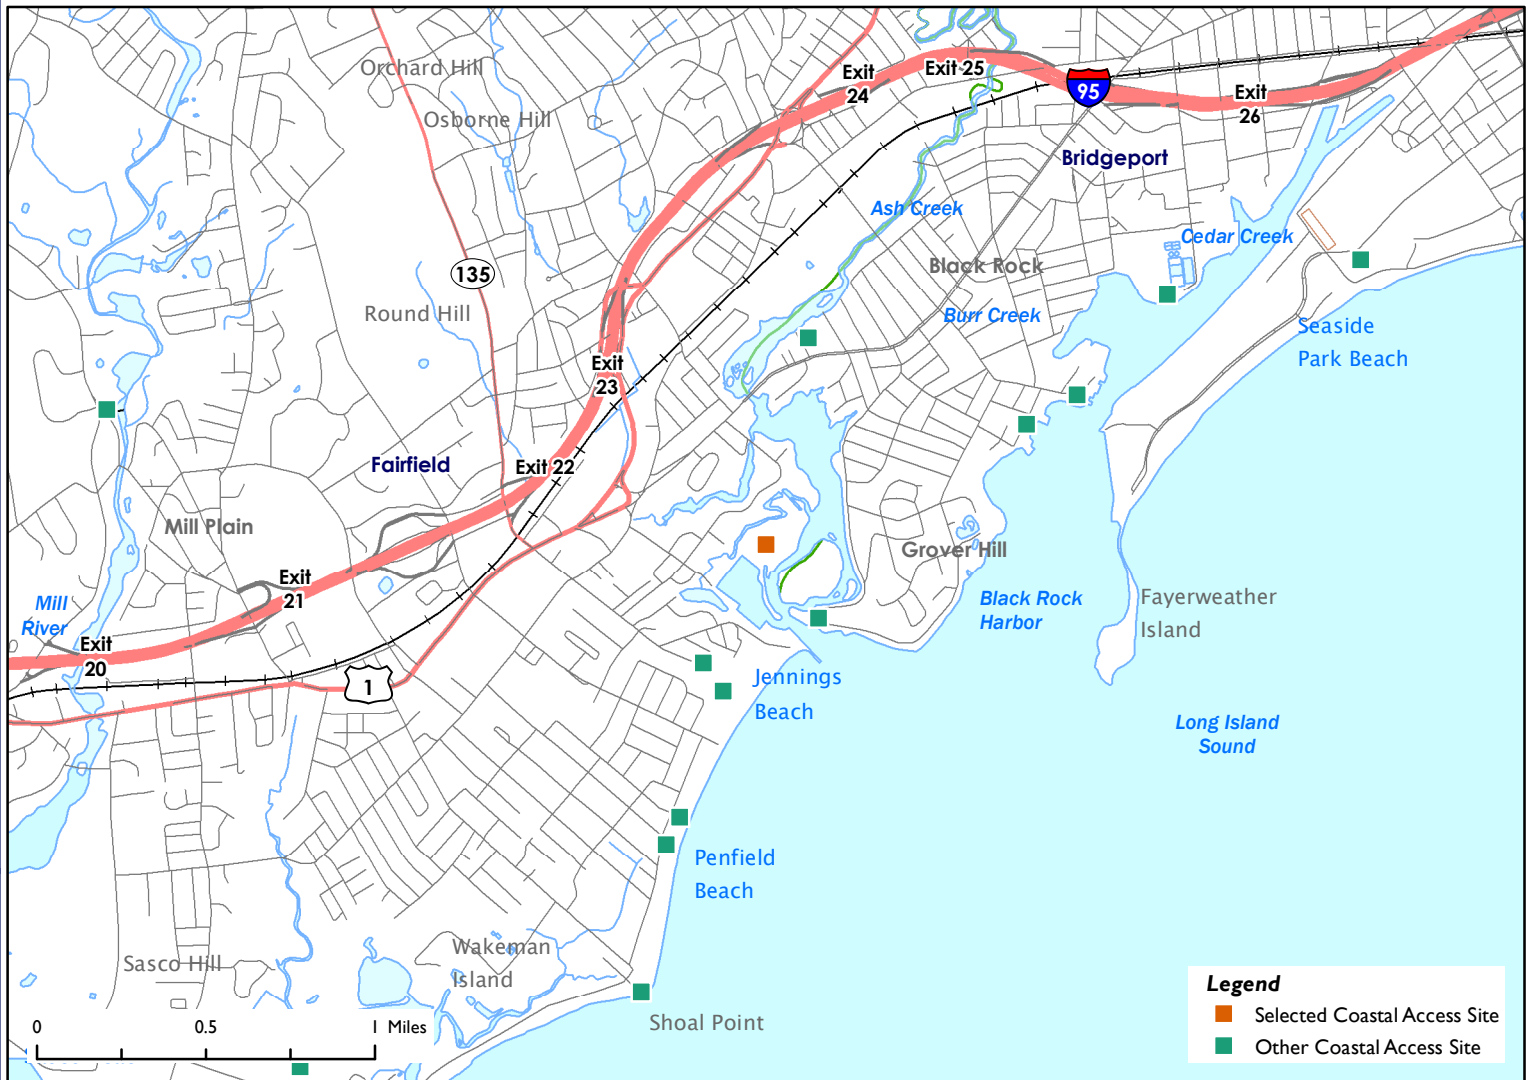 Orchard Hill
Osborne Hill
Exit
24
Exit 25
95
Exit
26
Bridgeport
Ash Creek
Cedar Creek
Black Rock
135
Round Hill
Burr Creek
Seaside
Park Beach
Exit
23
Fairfield
Exit 22
Mill Plain
Grover Hill
Exit
21
Mill
River
Black Rock
Harbor
Fayerweather
Island
Exit
20
1
Jennings
Beach
Long Island
Sound
Penfield
Beach
Wakeman
Island
Sasco Hill
Shoal Point
0 0.5 1 Miles
Legend
Selected Coastal Access Site
Other Coastal Access Site